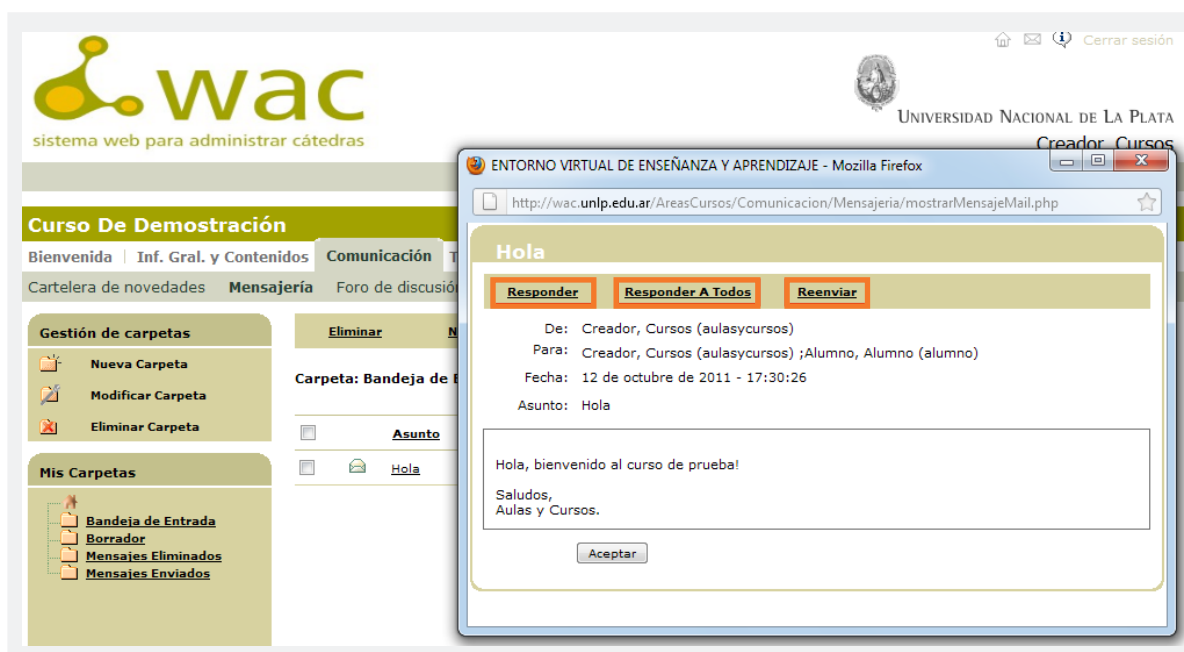 Cerrar sesión
wac
sistema web para administrar cátedras
UNIVERSIDAD NACIONAL DE LA PLATA
Creador, Cursos
Curso De Demostración
Bienvenida | Inf. Gral. y Contenidos Comunicación
Cartelera de novedades Mensajería Foro de discusión
Gestión de carpetas
Nueva Carpeta
Modificar Carpeta
Eliminar Carpeta
Mis Carpetas
Bandeja de Entrada
Borrador
Mensajes Eliminados
Mensajes Enviados
Eliminar
Carpeta: Bandeja de
Asunto
Hola
ENTORNO VIRTUAL DE ENSEÑANZA Y APRENDIZAJE - Mozilla Firefox
http://wac.unlp.edu.ar/AreasCursos/Comunicacion/Mensajeria/mostrarMensajeMail.php
Hola
Responder Responder A Todos Reenviar
De: Creador, Cursos (aulasycursos)
Para: Creador, Cursos (aulasycursos) ;Alumno, Alumno (alumno)
Fecha: 12 de octubre de 2011 - 17:30:26
Asunto: Hola
Hola, bienvenido al curso de prueba!
Saludos,
Aulas y Cursos.
Aceptar